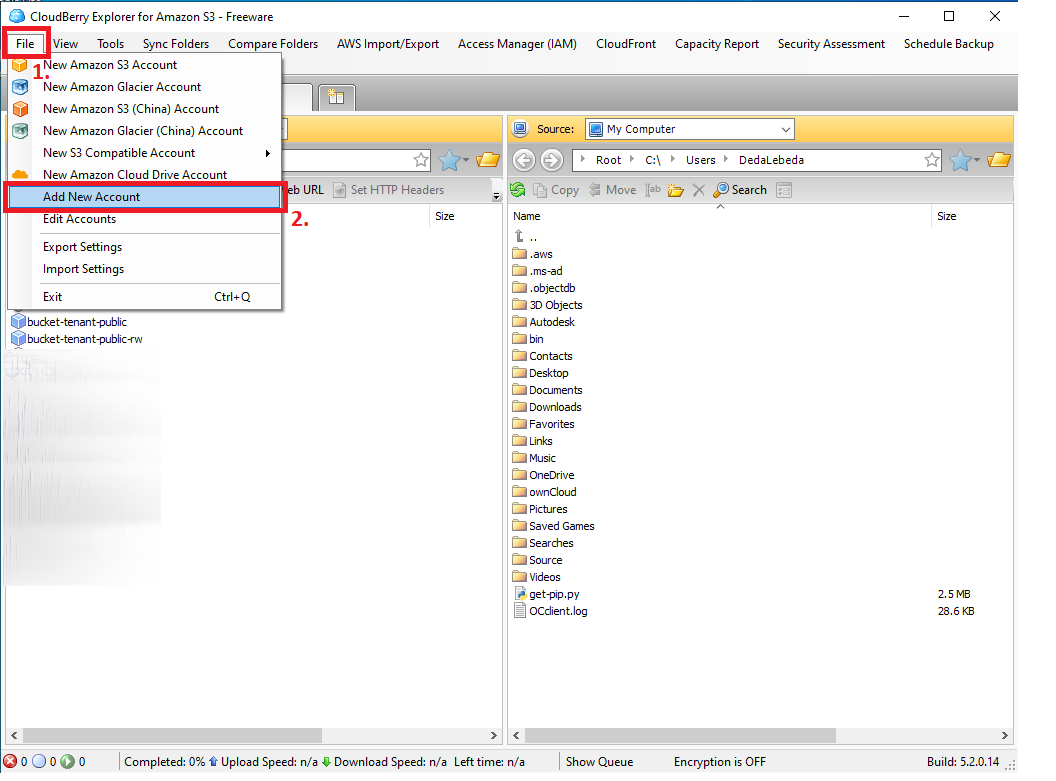 CloudBerry Explorer for Amazon S3 - Freeware
File View Tools Sync Folders Compare Folders AWS Import/Export Access Manager (IAM) CloudFront Capacity Report Security Assessment Schedule Backup
1.
New Amazon S3 Account
New Amazon Glacier Account
New Amazon S3 (China) Account
New Amazon Glacier (China) Account
New S3 Compatible Account
New Amazon Cloud Drive Account
Add New Account
2.
Edit Accounts
Export Settings
Import Settings
Exit Ctrl+Q
URL Set HTTP Headers
Size
bucket-tenant-public
bucket-tenant-public-rw
Source: My Computer
Root C:\ Users DedaLebeda
Copy Move Search
Name Size
..
.aws
.ms-ad
.objectdb
3D Objects
Autodesk
bin
Contacts
Desktop
Documents
Downloads
Favorites
Links
Music
OneDrive
ownCloud
Pictures
Saved Games
Searches
Source
Videos
get-pip.py 2.5 MB
OCclient.log 28.6 KB
0 0 0 Completed: 0% Upload Speed: n/a Download Speed: n/a Left time: n/a Show Queue Encryption is OFF Build: 5.2.0.14